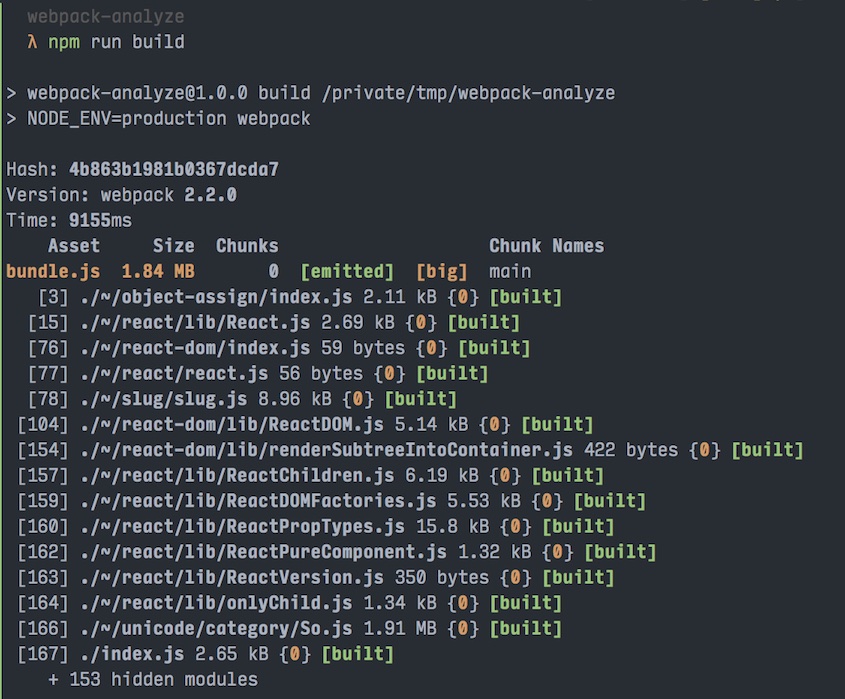 webpack-analyze
λ npm run build
> webpack-analyze@1.0.0 build /private/tmp/webpack-analyze
> NODE_ENV=production webpack
Hash: 4b863b1981b0367dcda7
Version: webpack 2.2.0
Time: 9155ms
Asset Size Chunks Chunk Names
bundle.js 1.84 MB 0 [emitted] [big] main
[3] ./~/object-assign/index.js 2.11 kB {0} [built]
[15] ./~/react/lib/React.js 2.69 kB {0} [built]
[76] ./~/react-dom/index.js 59 bytes {0} [built]
[77] ./~/react/react.js 56 bytes {0} [built]
[78] ./~/slug/slug.js 8.96 kB {0} [built]
[104] ./~/react-dom/lib/ReactDOM.js 5.14 kB {0} [built]
[154] ./~/react-dom/lib/renderSubtreeIntoContainer.js 422 bytes {0} [built]
[157] ./~/react/lib/ReactChildren.js 6.19 kB {0} [built]
[159] ./~/react/lib/ReactDOMFactories.js 5.53 kB {0} [built]
[160] ./~/react/lib/ReactPropTypes.js 15.8 kB {0} [built]
[162] ./~/react/lib/ReactPureComponent.js 1.32 kB {0} [built]
[163] ./~/react/lib/ReactVersion.js 350 bytes {0} [built]
[164] ./~/react/lib/onlyChild.js 1.34 kB {0} [built]
[166] ./~/unicode/category/So.js 1.91 MB {0} [built]
[167] ./index.js 2.65 kB {0} [built]
+ 153 hidden modules